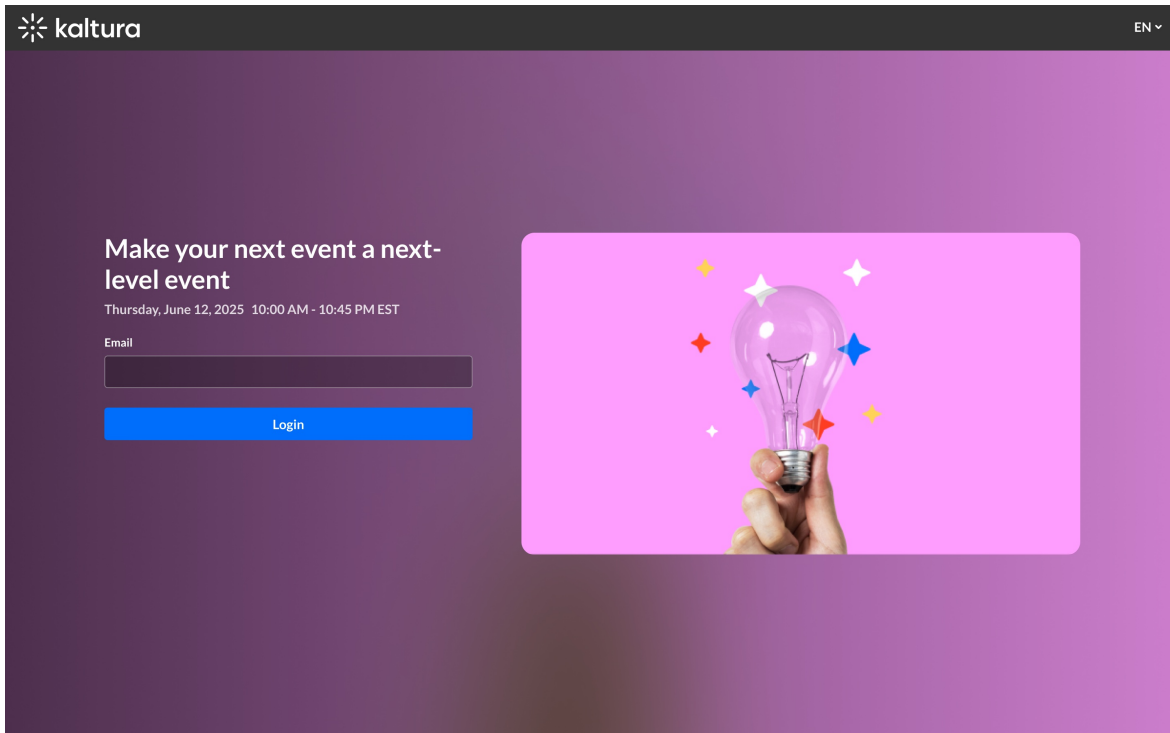 kaltura
EN
Make your next event a next-
level event
Thursday, June 12, 2025 10:00 AM - 10:45 PM EST
Email
Login